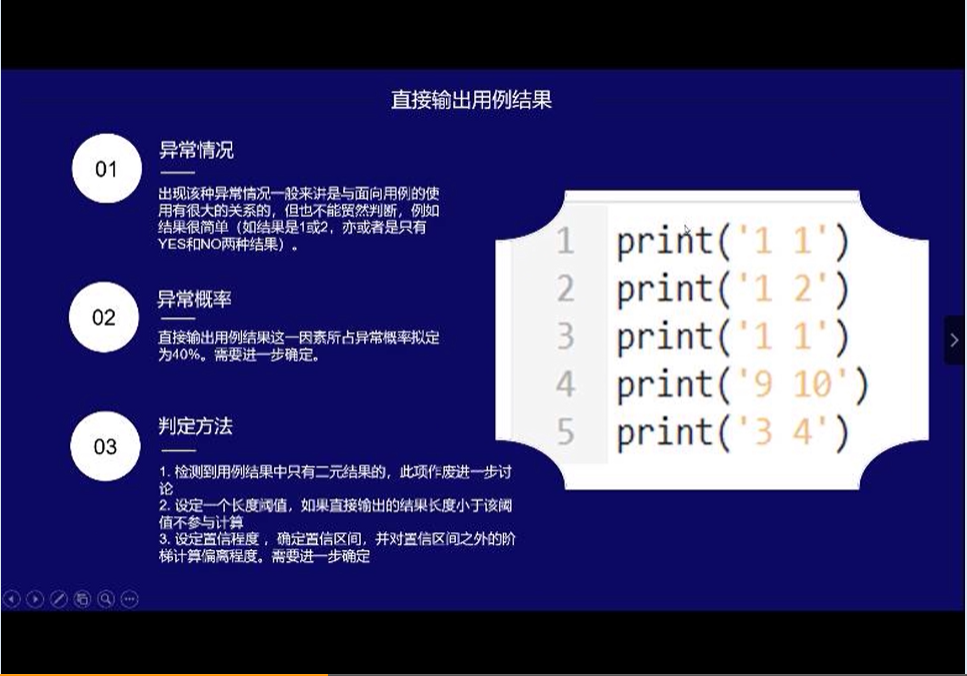 直接输出用例结果
01
异常情况
出现该种异常情况一般来讲是与面向用例的使
用有很大的关系的，但也不能贸然判断，例如
结果很简单（如结果是1或2，亦或者是只有
YES和NO两种结果）。
02
异常概率
直接输出用例结果这一因素所占异常概率拟定
为40%。需要进一步确定。
03
判定方法
1. 检测到用例结果中只有二元结果的，此项作废进一步讨
论
2. 设定一个长度阈值，如果直接输出的结果长度小于该阈
值不参与计算
3. 设定置信程度，确定置信区间，并对置信区间之外的阶
梯计算偏离程度。需要进一步确定
1 print('1 1')
2 print('1 2')
3 print('1 1')
4 print('9 10')
5 print('3 4')